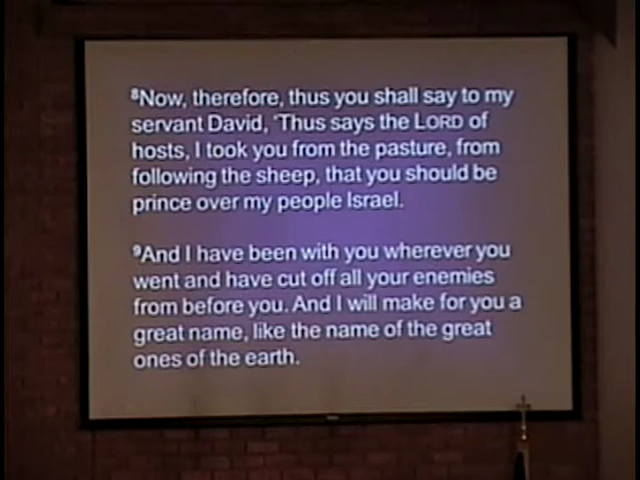 ⁸Now, therefore, thus you shall say to my
servant David, ‘Thus says the LORD of
hosts, I took you from the pasture, from
following the sheep, that you should be
prince over my people Israel.
⁹And I have been with you wherever you
went and have cut off all your enemies
from before you. And I will make for you a
great name, like the name of the great
ones of the earth.